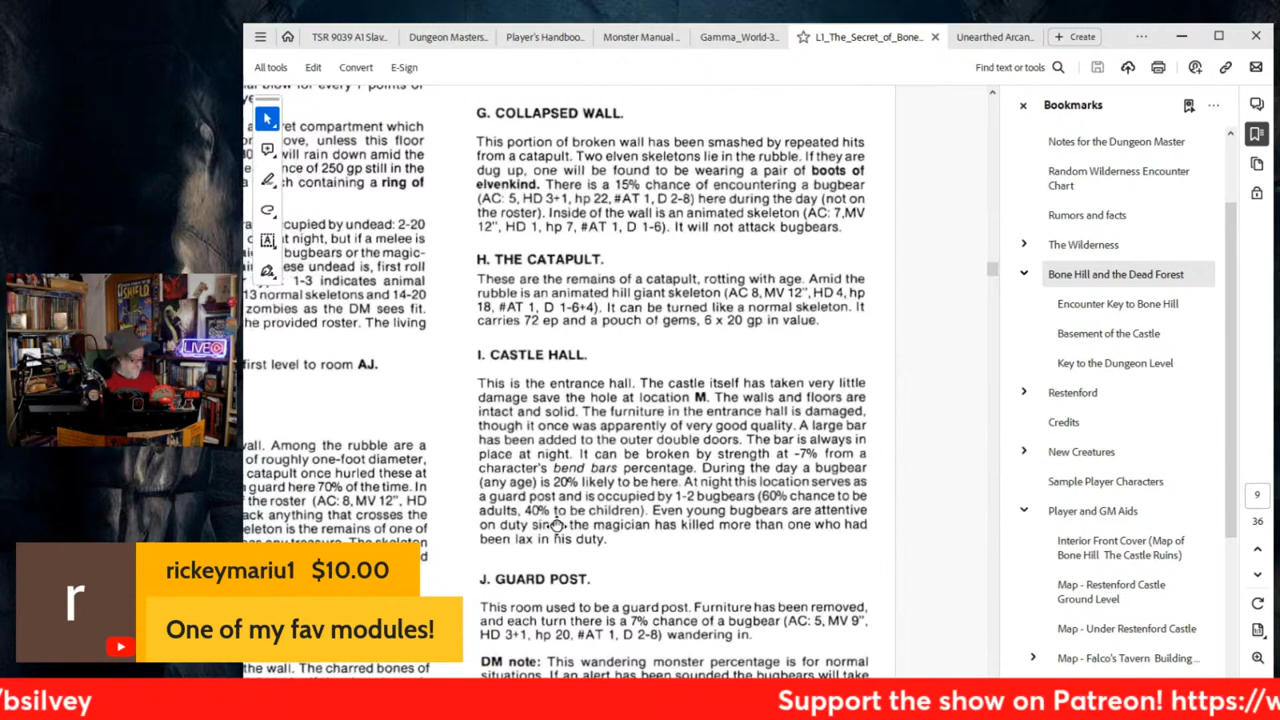 TSR 9039 A1 Slav..
Dungeon Masters..
Player's Handboo..
Monster Manual ..
Gamma_World-3..
L1_The_Secret_of_Bone..
Unearthed Arcan..
+ Create
All tools
Edit
Convert
E-Sign
Find text or tools
et compartment which
ove, unless this floor
will rain down amid the
nce of 250 gp still in the
ch containing a ring of
cupied by undead: 2-20
at night, but if a melee is
bugbears or the magic-
ese undead is, first roll
1-3 indicates animal
13 normal skeletons and 14-20
zombies as the DM sees fit.
he provided roster. The living
first level to room AJ.
wall. Among the rubble are a
of roughly one-foot diameter,
catapult once hurled these at
guard here 70% of the time. In
f the roster (AC: 8, MV 12", HD
ack anything that crosses the
eleton is the remains of one of
the wall. The charred bones of
G. COLLAPSED WALL.
This portion of broken wall has been smashed by repeated hits
from a catapult. Two elven skeletons lie in the rubble. If they are
dug up, one will be found to be wearing a pair of boots of
elvenkind. There is a 15% chance of encountering a bugbear
(AC: 5, HD 3+1, hp 22, #AT 1, D 2-8) here during the day (not on
the roster). Inside of the wall is an animated skeleton (AC: 7,MV
12", HD 1, hp 7, #AT 1, D 1-6). It will not attack bugbears.
H. THE CATAPULT.
These are the remains of a catapult, rotting with age. Amid the
rubble is an animated hill giant skeleton (AC 8, MV 12", HD 4, hp
18, #AT 1, D 1-6+4). It can be turned like a normal skeleton. It
carries 72 ep and a pouch of gems, 6 x 20 gp in value.
I. CASTLE HALL.
This is the entrance hall. The castle itself has taken very little
damage save the hole at location M. The walls and floors are
intact and solid. The furniture in the entrance hall is damaged,
though it once was apparently of very good quality. A large bar
has been added to the outer double doors. The bar is always in
place at night. It can be broken by strength at -7% from a
character's bend bars percentage. During the day a bugbear
(any age) is 20% likely to be here. At night this location serves as
a guard post and is occupied by 1-2 bugbears (60% chance to be
adults, 40% to be children). Even young bugbears are attentive
on duty sin the magician has killed more than one who had
been lax in his duty.
J. GUARD POST.
This room used to be a guard post. Furniture has been removed,
and each turn there is a 7% chance of a bugbear (AC: 5, MV 9",
HD 3+1, hp 20, #AT 1, D 2-8) wandering in.
DM note: This wandering monster percentage is for normal
situations. If an alert has been sounded the bugbears will take
Bookmarks
Notes for the Dungeon Master
Random Wilderness Encounter
Chart
Rumors and facts
The Wilderness
Bone Hill and the Dead Forest
Encounter Key to Bone Hill
Basement of the Castle
Key to the Dungeon Level
Restenford
Credits
New Creatures
Sample Player Characters
Player and GM Aids
Interior Front Cover (Map of
Bone Hill The Castle Ruins)
Map - Restenford Castle
Ground Level
Map - Under Restenford Castle
Map - Falco's Tavern Building ...
9
36
SHIELD
LIVE
r
rickeymariu1 $10.00
One of my fav modules!
/bsilvey
Support the show on Patreon! https://w